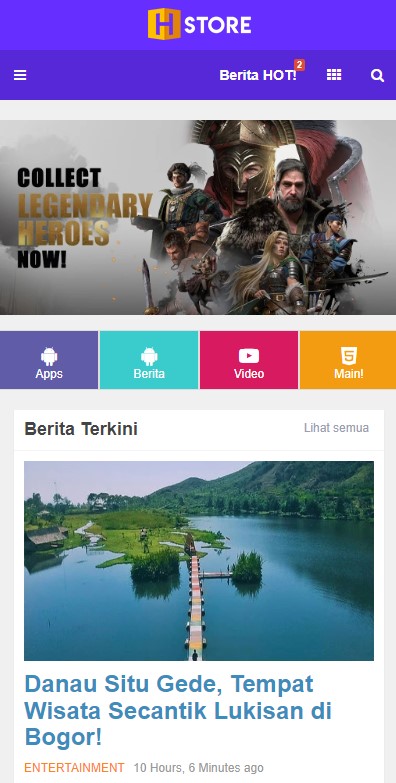 H STORE
Berita HOT! 2
COLLECT
LEGENDARY
HEROES
NOW!
Apps
Berita
Video
Main!
Berita Terkini
Lihat semua
Danau Situ Gede, Tempat
Wisata Secantik Lukisan di
Bogor!
ENTERTAINMENT 10 Hours, 6 Minutes ago